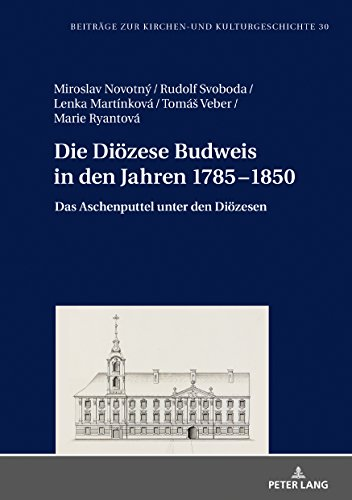 BEITRÄGE ZUR KIRCHEN-UND KULTURGESCHICHTE 30
Miroslav Novotný / Rudolf Svoboda /
Lenka Martínková / Tomáš Veber /
Marie Ryantová
Die Diözese Budweis
in den Jahren 1785–1850
Das Aschenputtel unter den Diözesen
PETER LANG